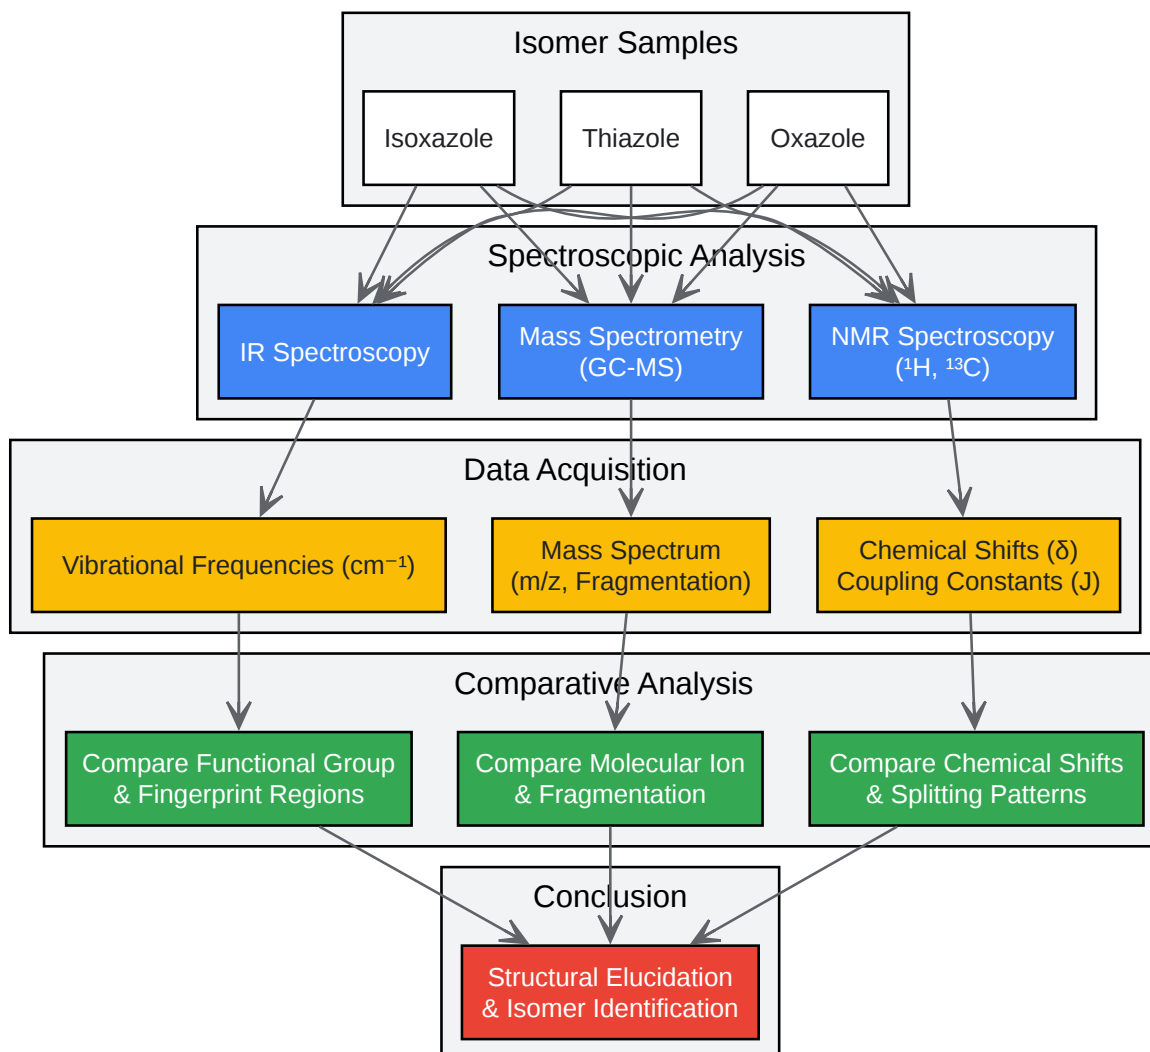 Isomer Samples
Isoxazole
Thiazole
Oxazole
Spectroscopic Analysis
IR Spectroscopy
Mass Spectrometry
(GC-MS)
NMR Spectroscopy
(¹H, ¹³C)
Data Acquisition
Vibrational Frequencies (cm⁻¹)
Mass Spectrum
(m/z, Fragmentation)
Chemical Shifts (δ)
Coupling Constants (J)
Comparative Analysis
Compare Functional Group
& Fingerprint Regions
Compare Molecular Ion
& Fragmentation
Compare Chemical Shifts
& Splitting Patterns
Conclusion
Structural Elucidation
& Isomer Identification